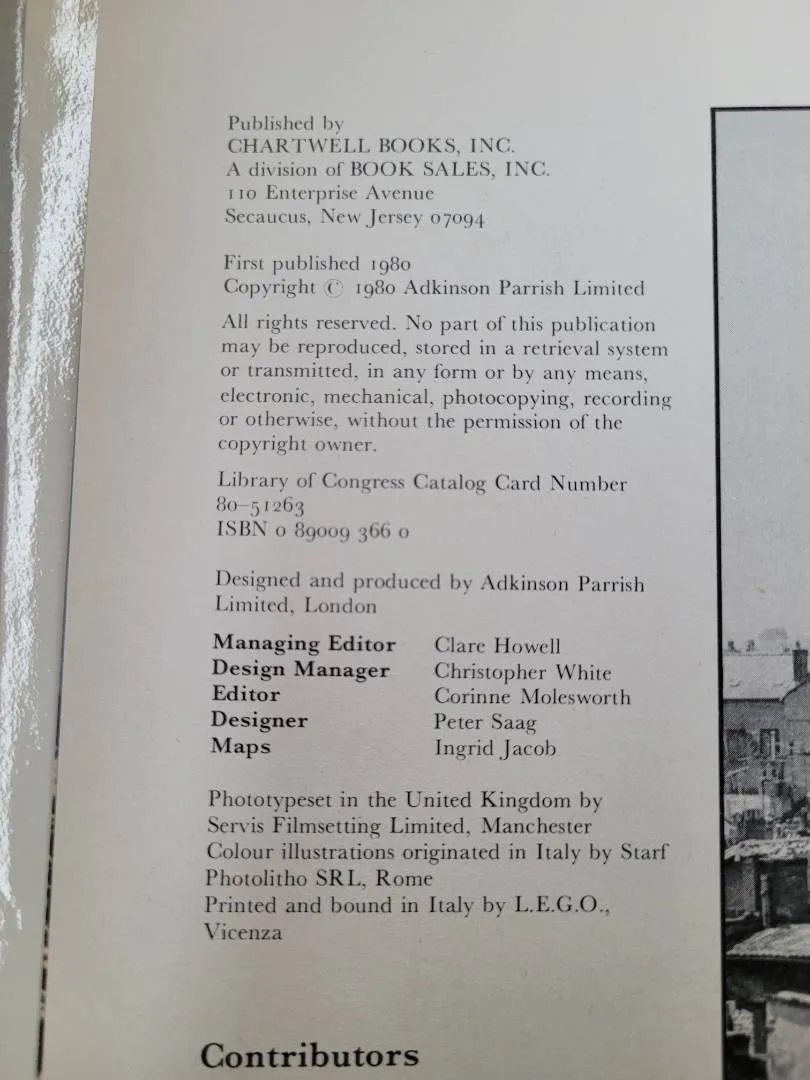 Published by
CHARTWELL BOOKS, INC.
A division of BOOK SALES, INC.
110 Enterprise Avenue
Secaucus, New Jersey 07094
First published 1980
Copyright © 1980 Adkinson Parrish Limited
All rights reserved. No part of this publication
may be reproduced, stored in a retrieval system
or transmitted, in any form or by any means,
electronic, mechanical, photocopying, recording
or otherwise, without the permission of the
copyright owner.
Library of Congress Catalog Card Number
80–51263
ISBN 0 89009 366 0
Designed and produced by Adkinson Parrish
Limited, London
Managing Editor Clare Howell
Design Manager Christopher White
Editor Corinne Molesworth
Designer Peter Saag
Maps Ingrid Jacob
Phototypeset in the United Kingdom by
Servis Filmsetting Limited, Manchester
Colour illustrations originated in Italy by Starf
Photolitho SRL, Rome
Printed and bound in Italy by L.E.G.O.,
Vicenza
Contributors